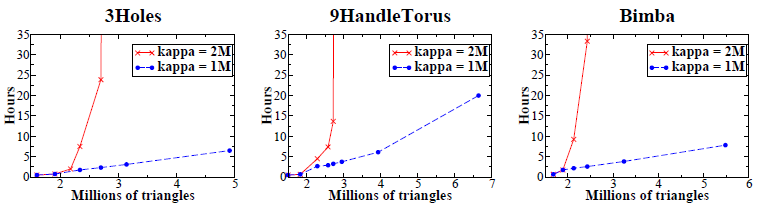 3Holes
35
30
25
20
15
10
5
0
Hours
kappa = 2M
kappa = 1M
2 3 4 5
Millions of triangles
9HandleTorus
35
30
25
20
15
10
5
0
Hours
kappa = 2M
kappa = 1M
2 3 4 5 6 7
Millions of triangles
Bimba
35
30
25
20
15
10
5
0
Hours
kappa = 2M
kappa = 1M
2 3 4 5 6
Millions of triangles